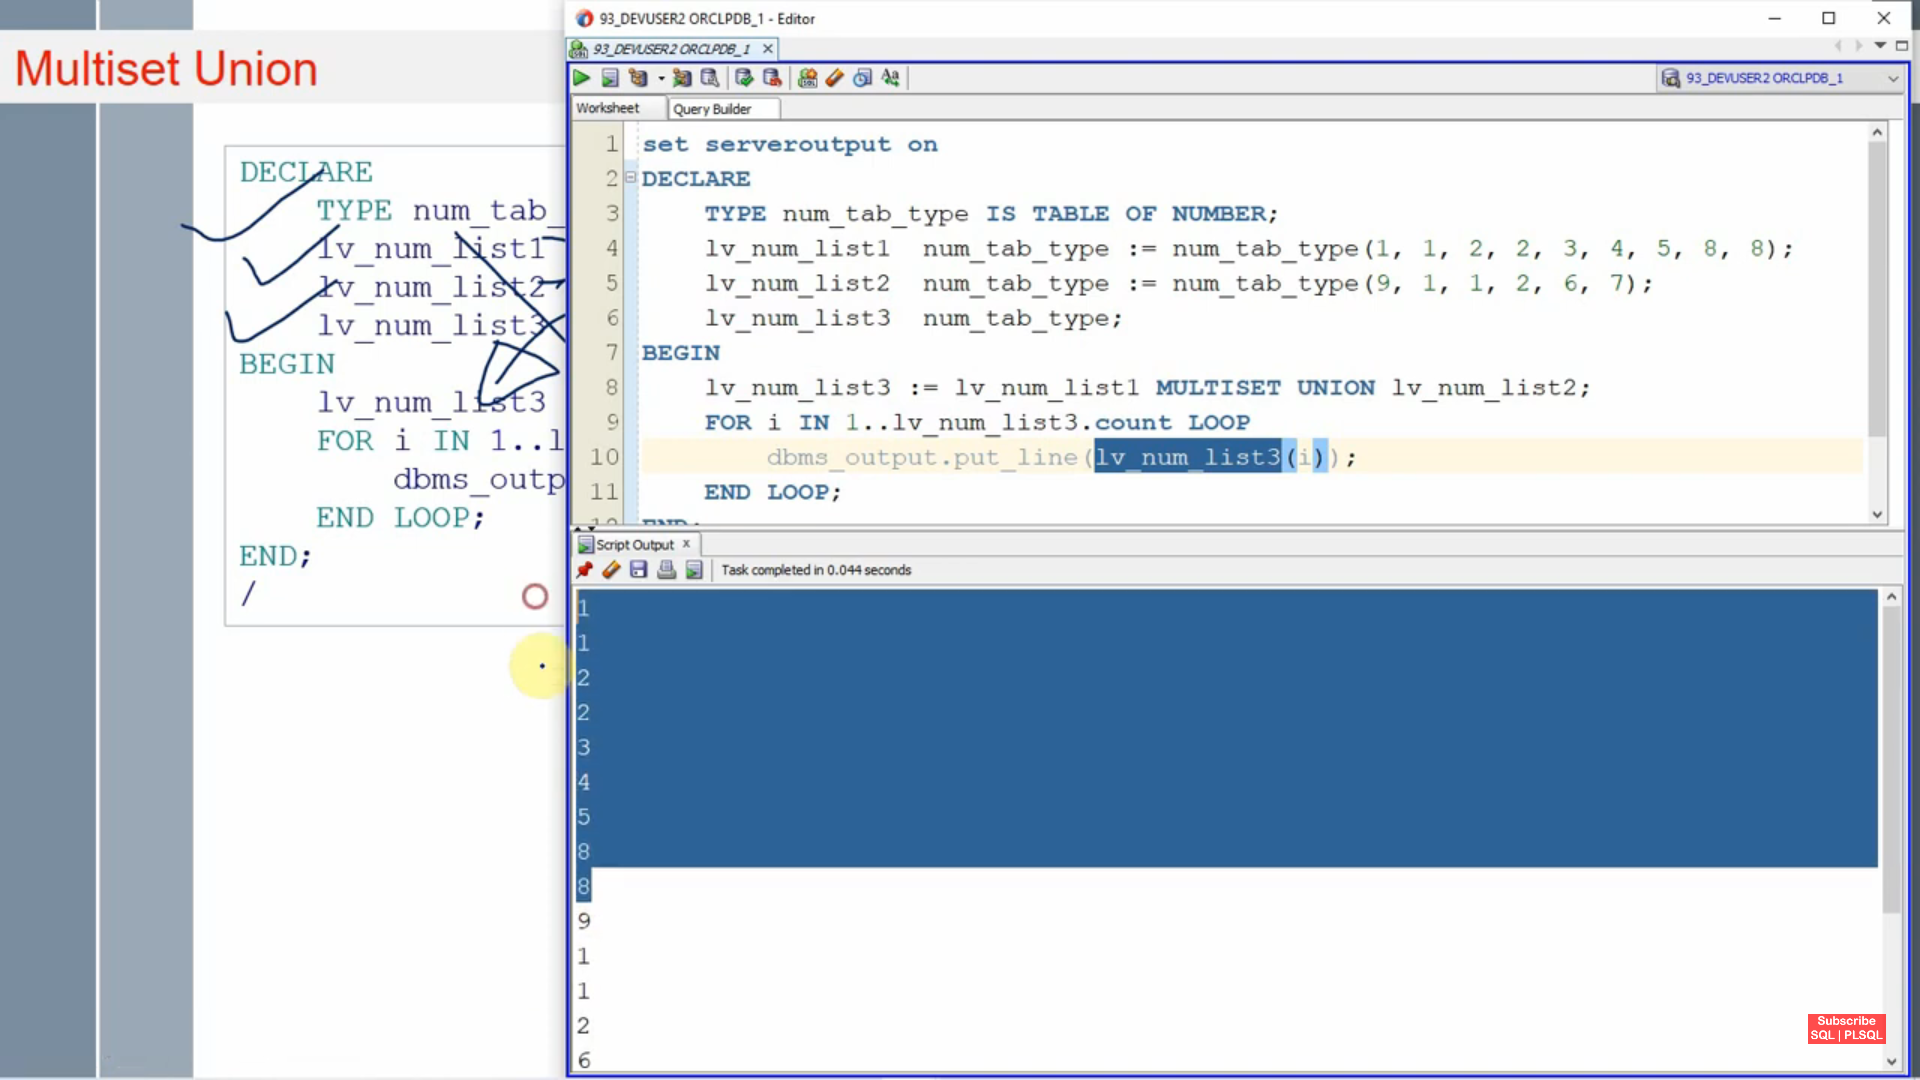 Multiset Union
DECLARE
TYPE num_tab_
lv_num_list1
lv_num_list2
lv_num_list3
BEGIN
lv_num_list3
FOR i IN 1..l
dbms_outp
END LOOP;
END;
/
93_DEVUSER2 ORCLPDB_1 - Editor
93_DEVUSER2 ORCLPDB_1
93_DEVUSER2 ORCLPDB_1
Worksheet Query Builder
1 set serveroutput on
2 DECLARE
3 TYPE num_tab_type IS TABLE OF NUMBER;
4 lv_num_list1 num_tab_type := num_tab_type(1, 1, 2, 2, 3, 4, 5, 8, 8);
5 lv_num_list2 num_tab_type := num_tab_type(9, 1, 1, 2, 6, 7);
6 lv_num_list3 num_tab_type;
7 BEGIN
8 lv_num_list3 := lv_num_list1 MULTISET UNION lv_num_list2;
9 FOR i IN 1..lv_num_list3.count LOOP
10 dbms_output.put_line(lv_num_list3(i));
11 END LOOP;
12 END;
Script Output
Task completed in 0.044 seconds
1
1
2
2
3
4
5
8
8
9
1
1
2
6
Subscribe
SQL | PLSQL